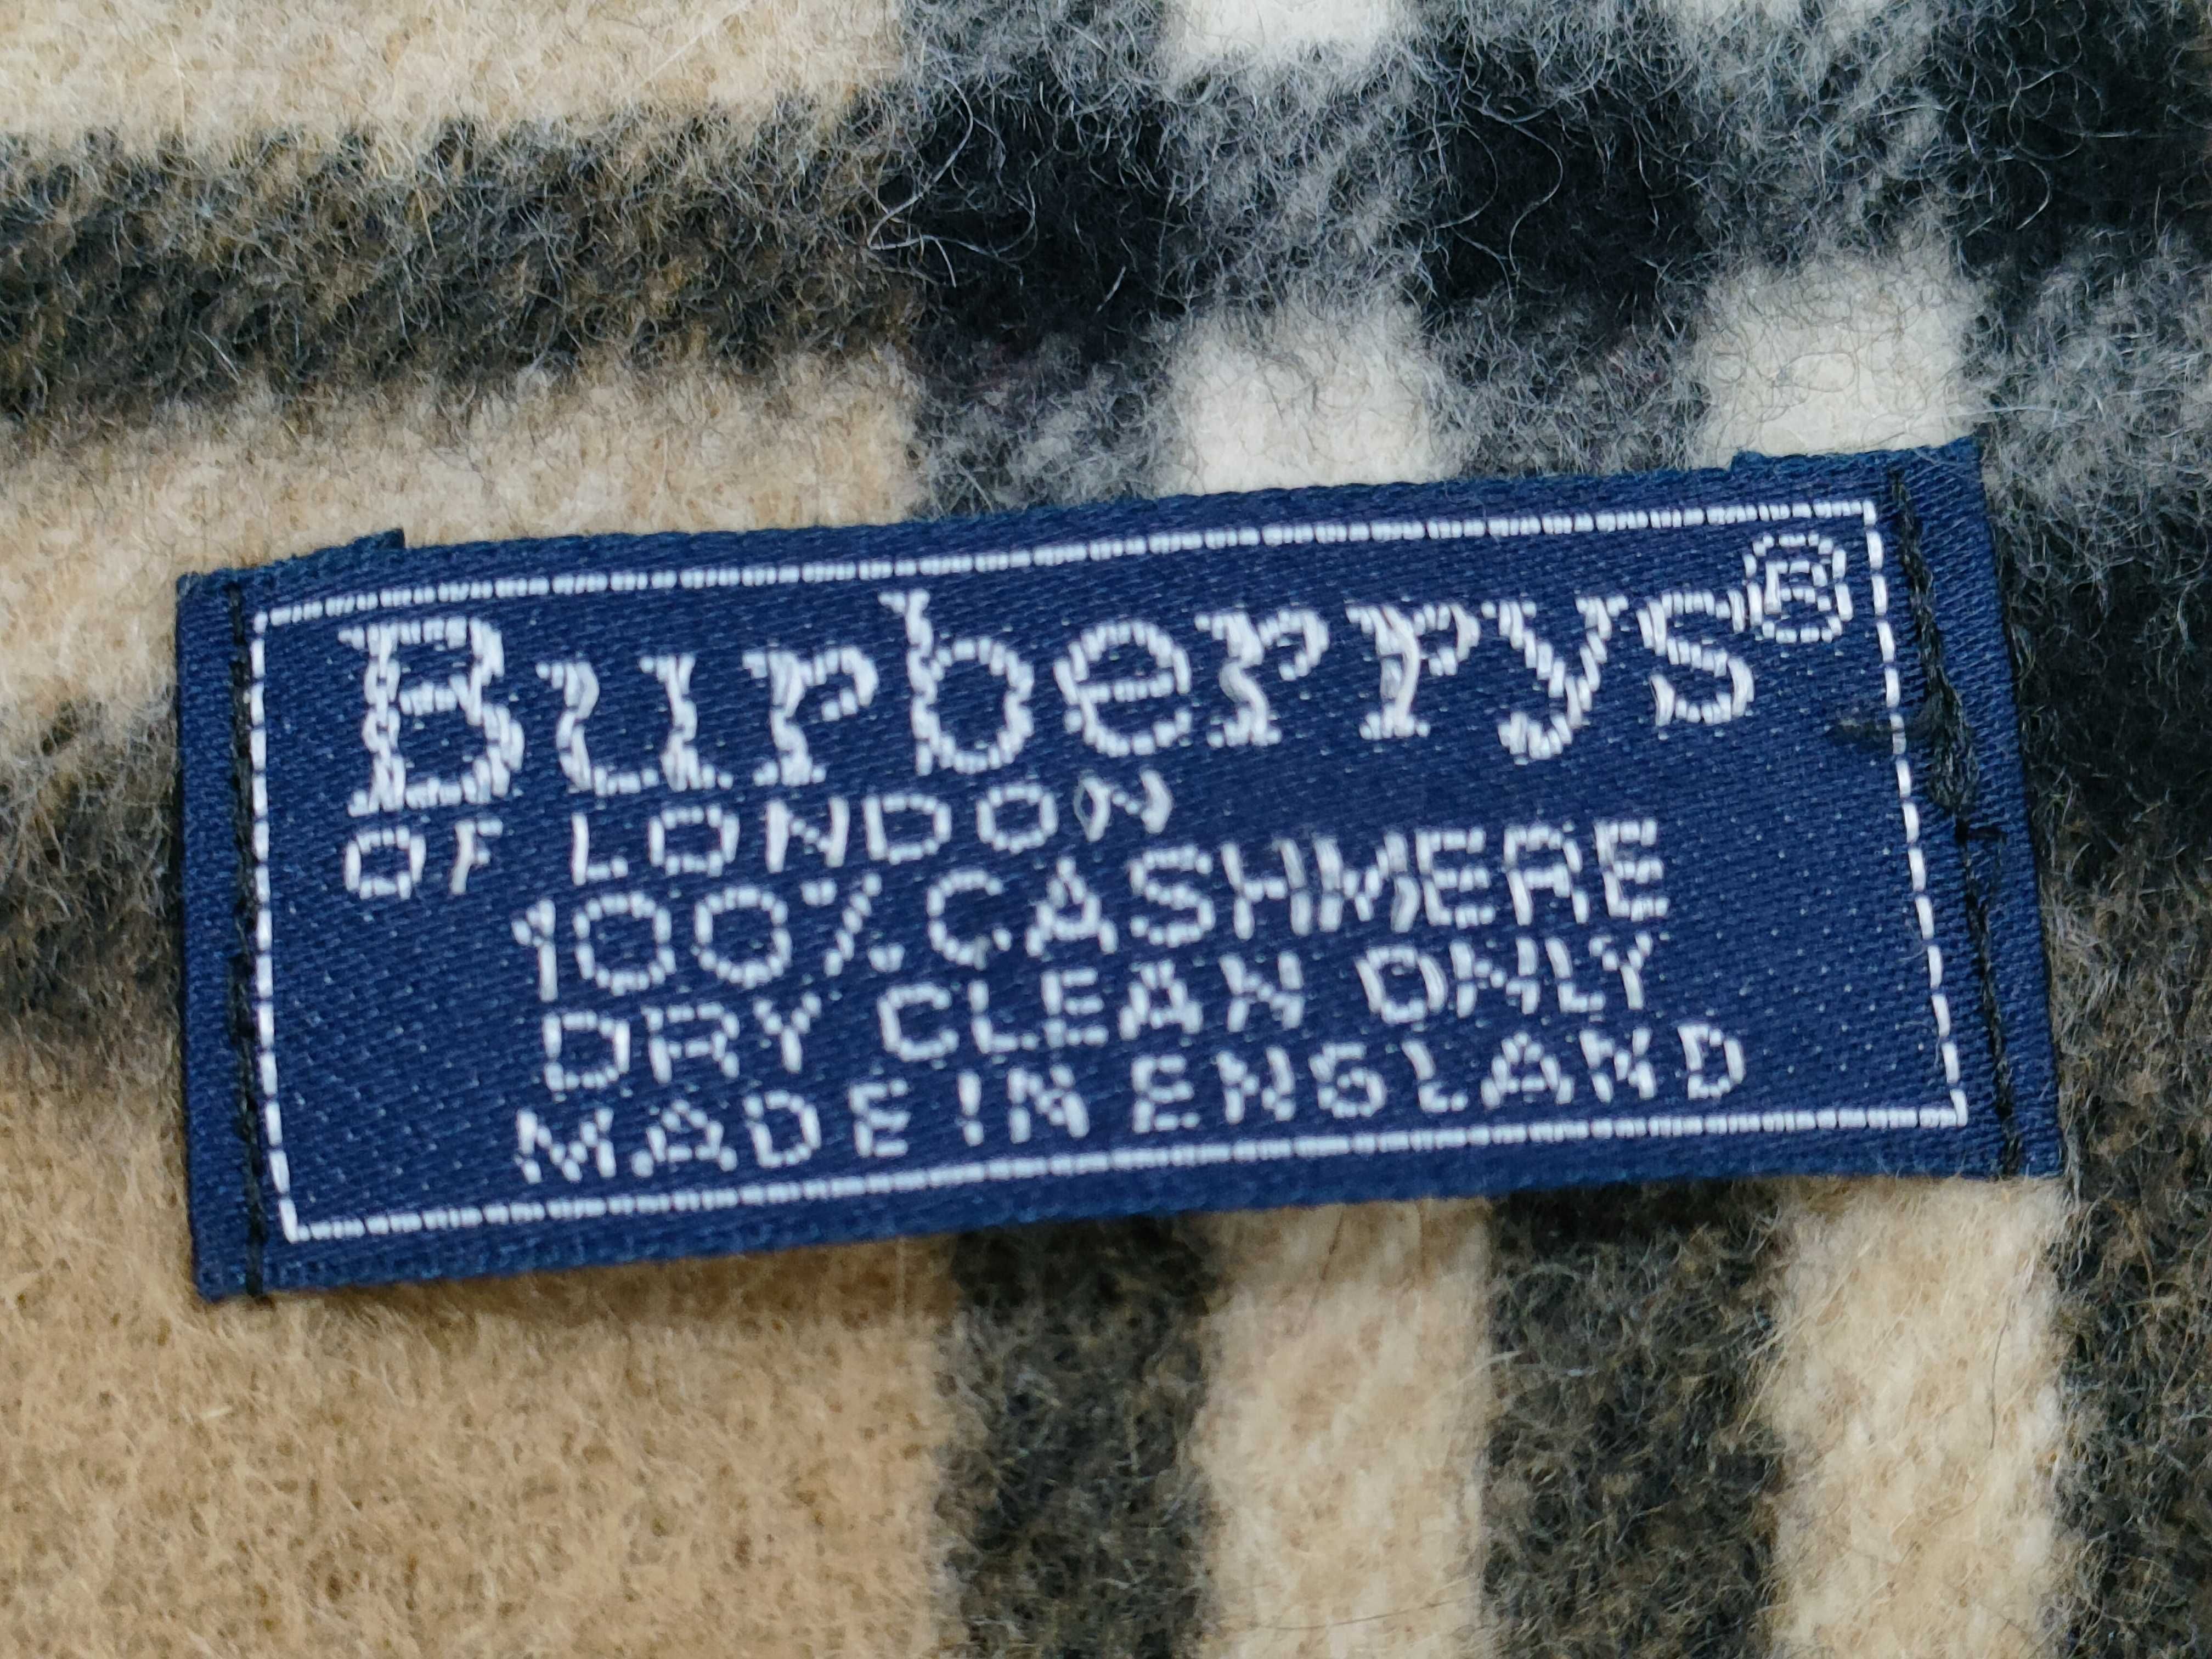 Burberrys®
OF LONDON
100% CASHMERE
DRY CLEAN ONLY
MADE IN ENGLAND